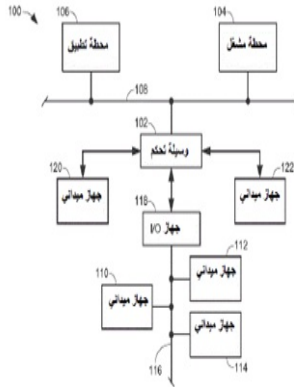 100
106
محطة تطبيق
104
محطة مشغل
108
102
وسيلة تحكم
120
جهاز ميداني
122
جهاز ميداني
118
جهاز I/O
110
جهاز ميداني
112
جهاز ميداني
جهاز ميداني
116
114